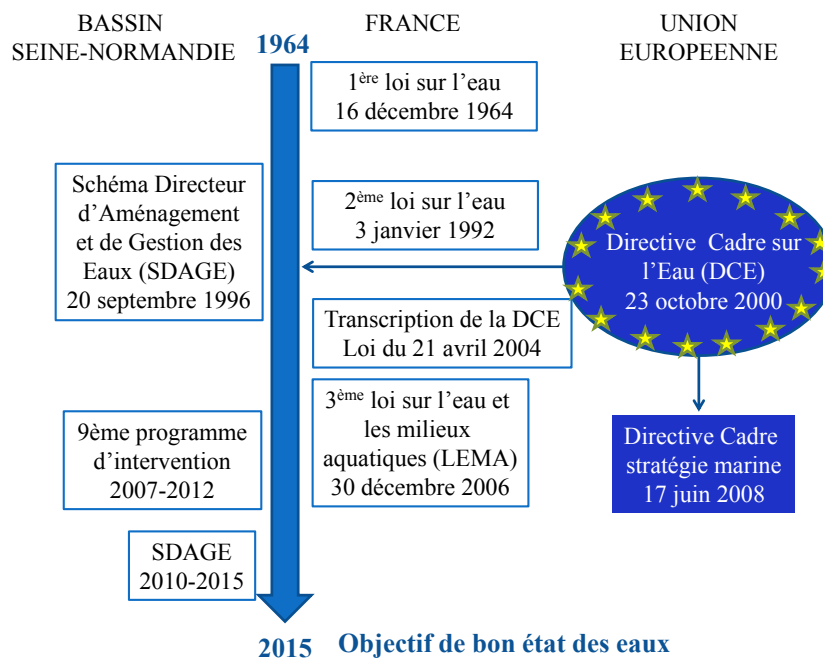 BASSIN
SEINE-NORMANDIE
1964
FRANCE
UNION
EUROPEENNE
1ère loi sur l’eau
16 décembre 1964
Schéma Directeur
d’Aménagement
et de Gestion des
Eaux (SDAGE)
20 septembre 1996
2ème loi sur l’eau
3 janvier 1992
Directive Cadre sur
l’Eau (DCE)
23 octobre 2000
Transcription de la DCE
Loi du 21 avril 2004
9ème programme
d’intervention
2007-2012
3ème loi sur l’eau et
les milieux
aquatiques (LEMA)
30 décembre 2006
Directive Cadre
stratégie marine
17 juin 2008
SDAGE
2010-2015
2015 Objectif de bon état des eaux